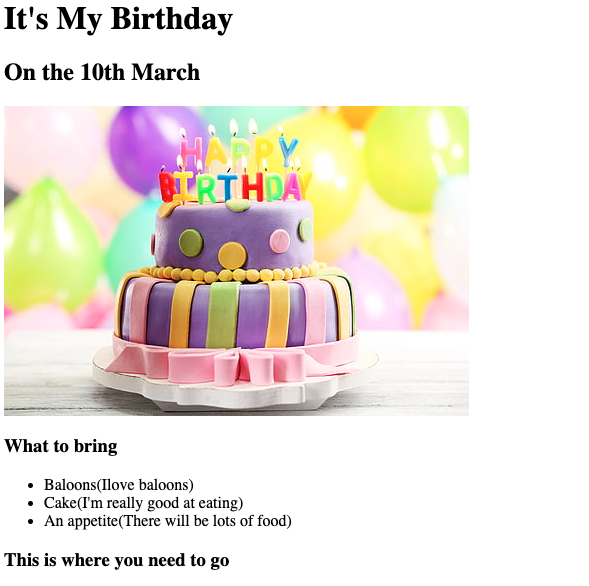 It's My Birthday
On the 10th March
HAPPY
BIRTHDAY
What to bring
Baloons(Ilove baloons)
Cake(I'm really good at eating)
An appetite(There will be lots of food)
This is where you need to go